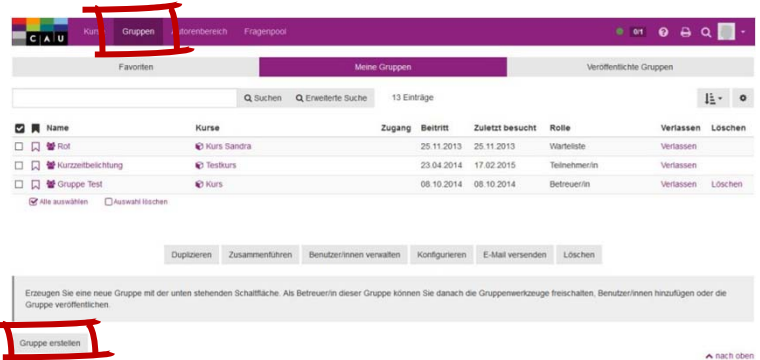 CAU Kurse Gruppen Autorenbereich Fragenpool 0/1
Favoriten Meine Gruppen Veröffentlichte Gruppen
Suchen Erweiterte Suche 13 Einträge
Name Kurse Zugang Beitritt Zuletzt besucht Rolle Verlassen Löschen
Rot Kurs Sandra 25.11.2013 25.11.2013 Warteliste Verlassen
Kurzzeitbelichtung Testkurs 23.04.2014 17.02.2015 Teilnehmer/in Verlassen
Gruppe Test Kurs 08.10.2014 08.10.2014 Betreuer/in Verlassen Löschen
Alle auswählen Auswahl löschen
Duplizieren Zusammenführen Benutzer/innen verwalten Konfigurieren E-Mail versenden Löschen
Erzeugen Sie eine neue Gruppe mit der unten stehenden Schaltfläche. Als Betreuer/in dieser Gruppe können Sie danach die Gruppenwerkzeuge freischalten, Benutzer/innen hinzufügen oder die
Gruppe veröffentlichen.
Gruppe erstellen
nach oben